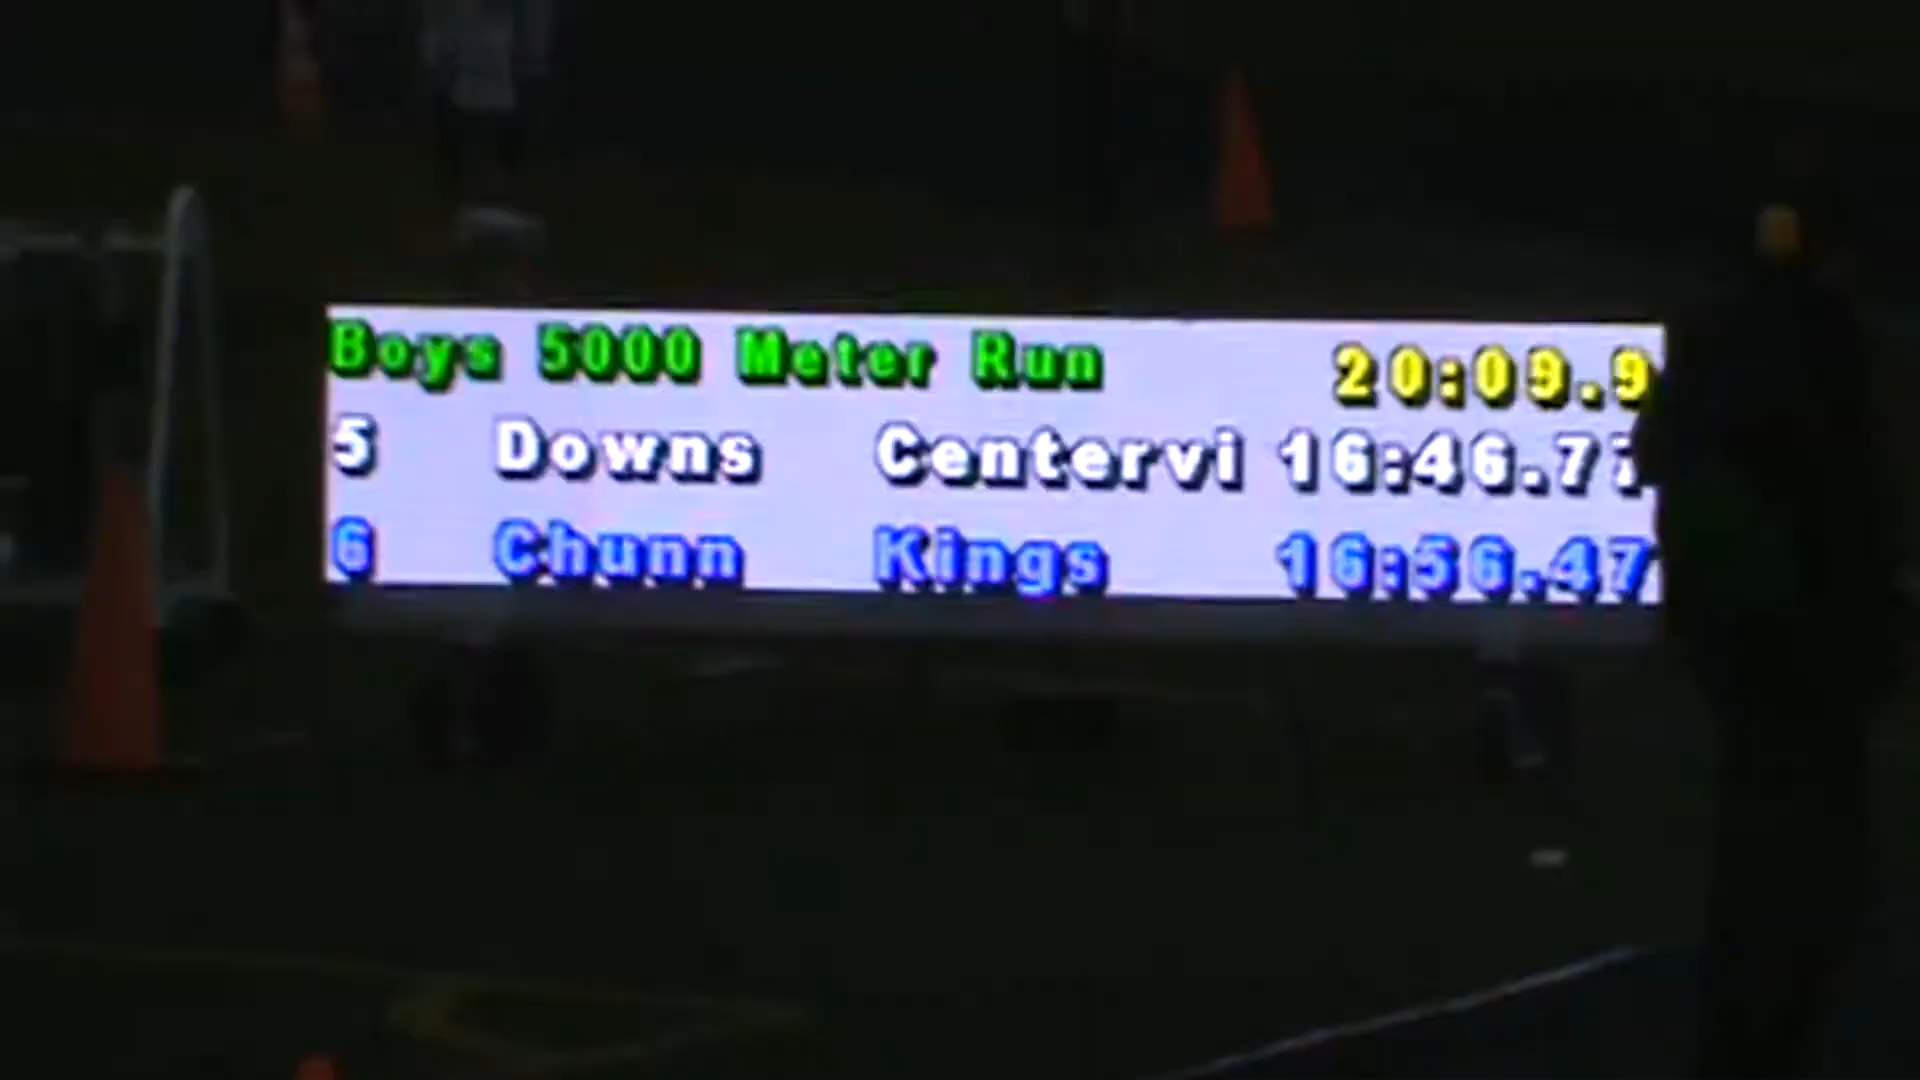 Boys 5000 Meter Run 20:09.9
5 Downs Centervi 16:46.77
6 Chunn Kings 16:56.47